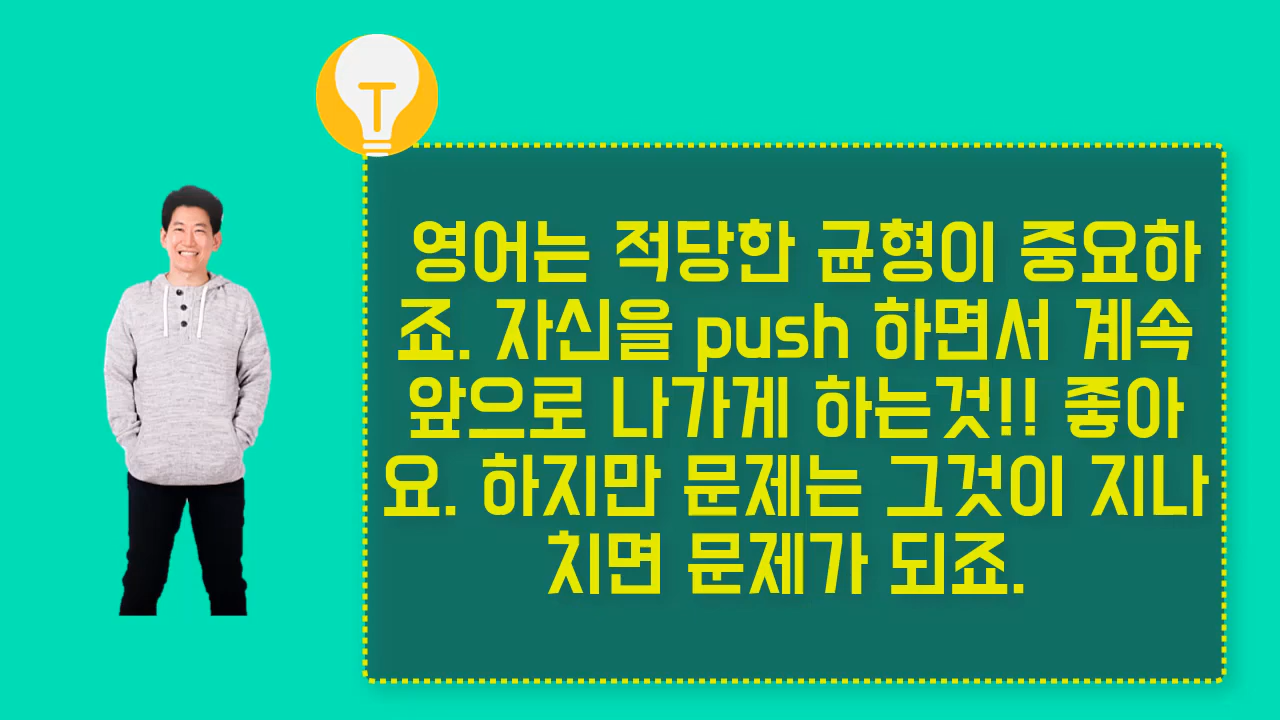 T
영어는 적당한 균형이 중요하
죠. 자신을 push 하면서 계속
앞으로 나가게 하는것!! 좋아
요. 하지만 문제는 그것이 지나
치면 문제가 되죠.